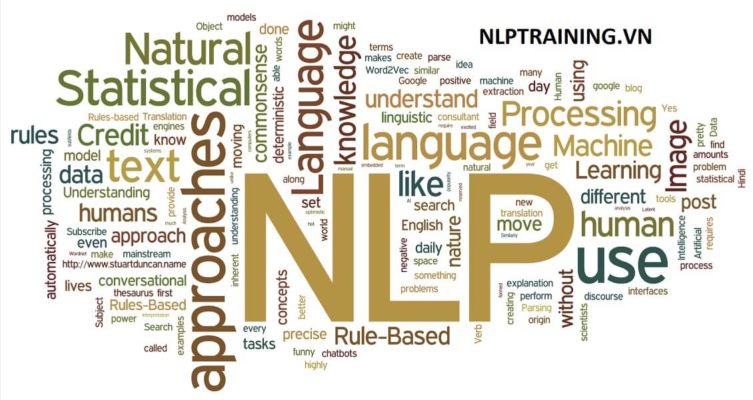 NLPTRAINING.VN
Object
models
Natural
done
Language
might
terms
makes
create
parse
idea
words
able
Word2Vec
similar
Google
positive
machine
extraction
many
day
Human
using
google
blog
Statistical
commonsense
deterministic
knowledge
understand
linguistic
consultant
field
Processing
Yes
Rules-based
Translation
engines
rules
Credit
know
approaches
moving
language
Machine
Image
pretty
Data
find
amounts
problem
statistical
Hindi
model
text
data
processing
Understanding
provide
along
natural
get
Learning
humans
automatically
Subscribe
even
approach
understanding
set
world
NLP
like
search
English
nature
new
translation
move
different
tools
post
human
Intelligence
Artificial
requires
process
make
mainstream
http://www.stuartduncan.name
lives
conversational
inherent
concepts
negative
daily
space
something
problems
use
without
interfaces
explanation
creating
perform
Parsing
origin
discourse
scientists
thesaurus
first
Subject
Rules-Based
power
Search
examples
called
every
tasks
better
precise
funny
chatbots
highly
Rule-Based
Verb